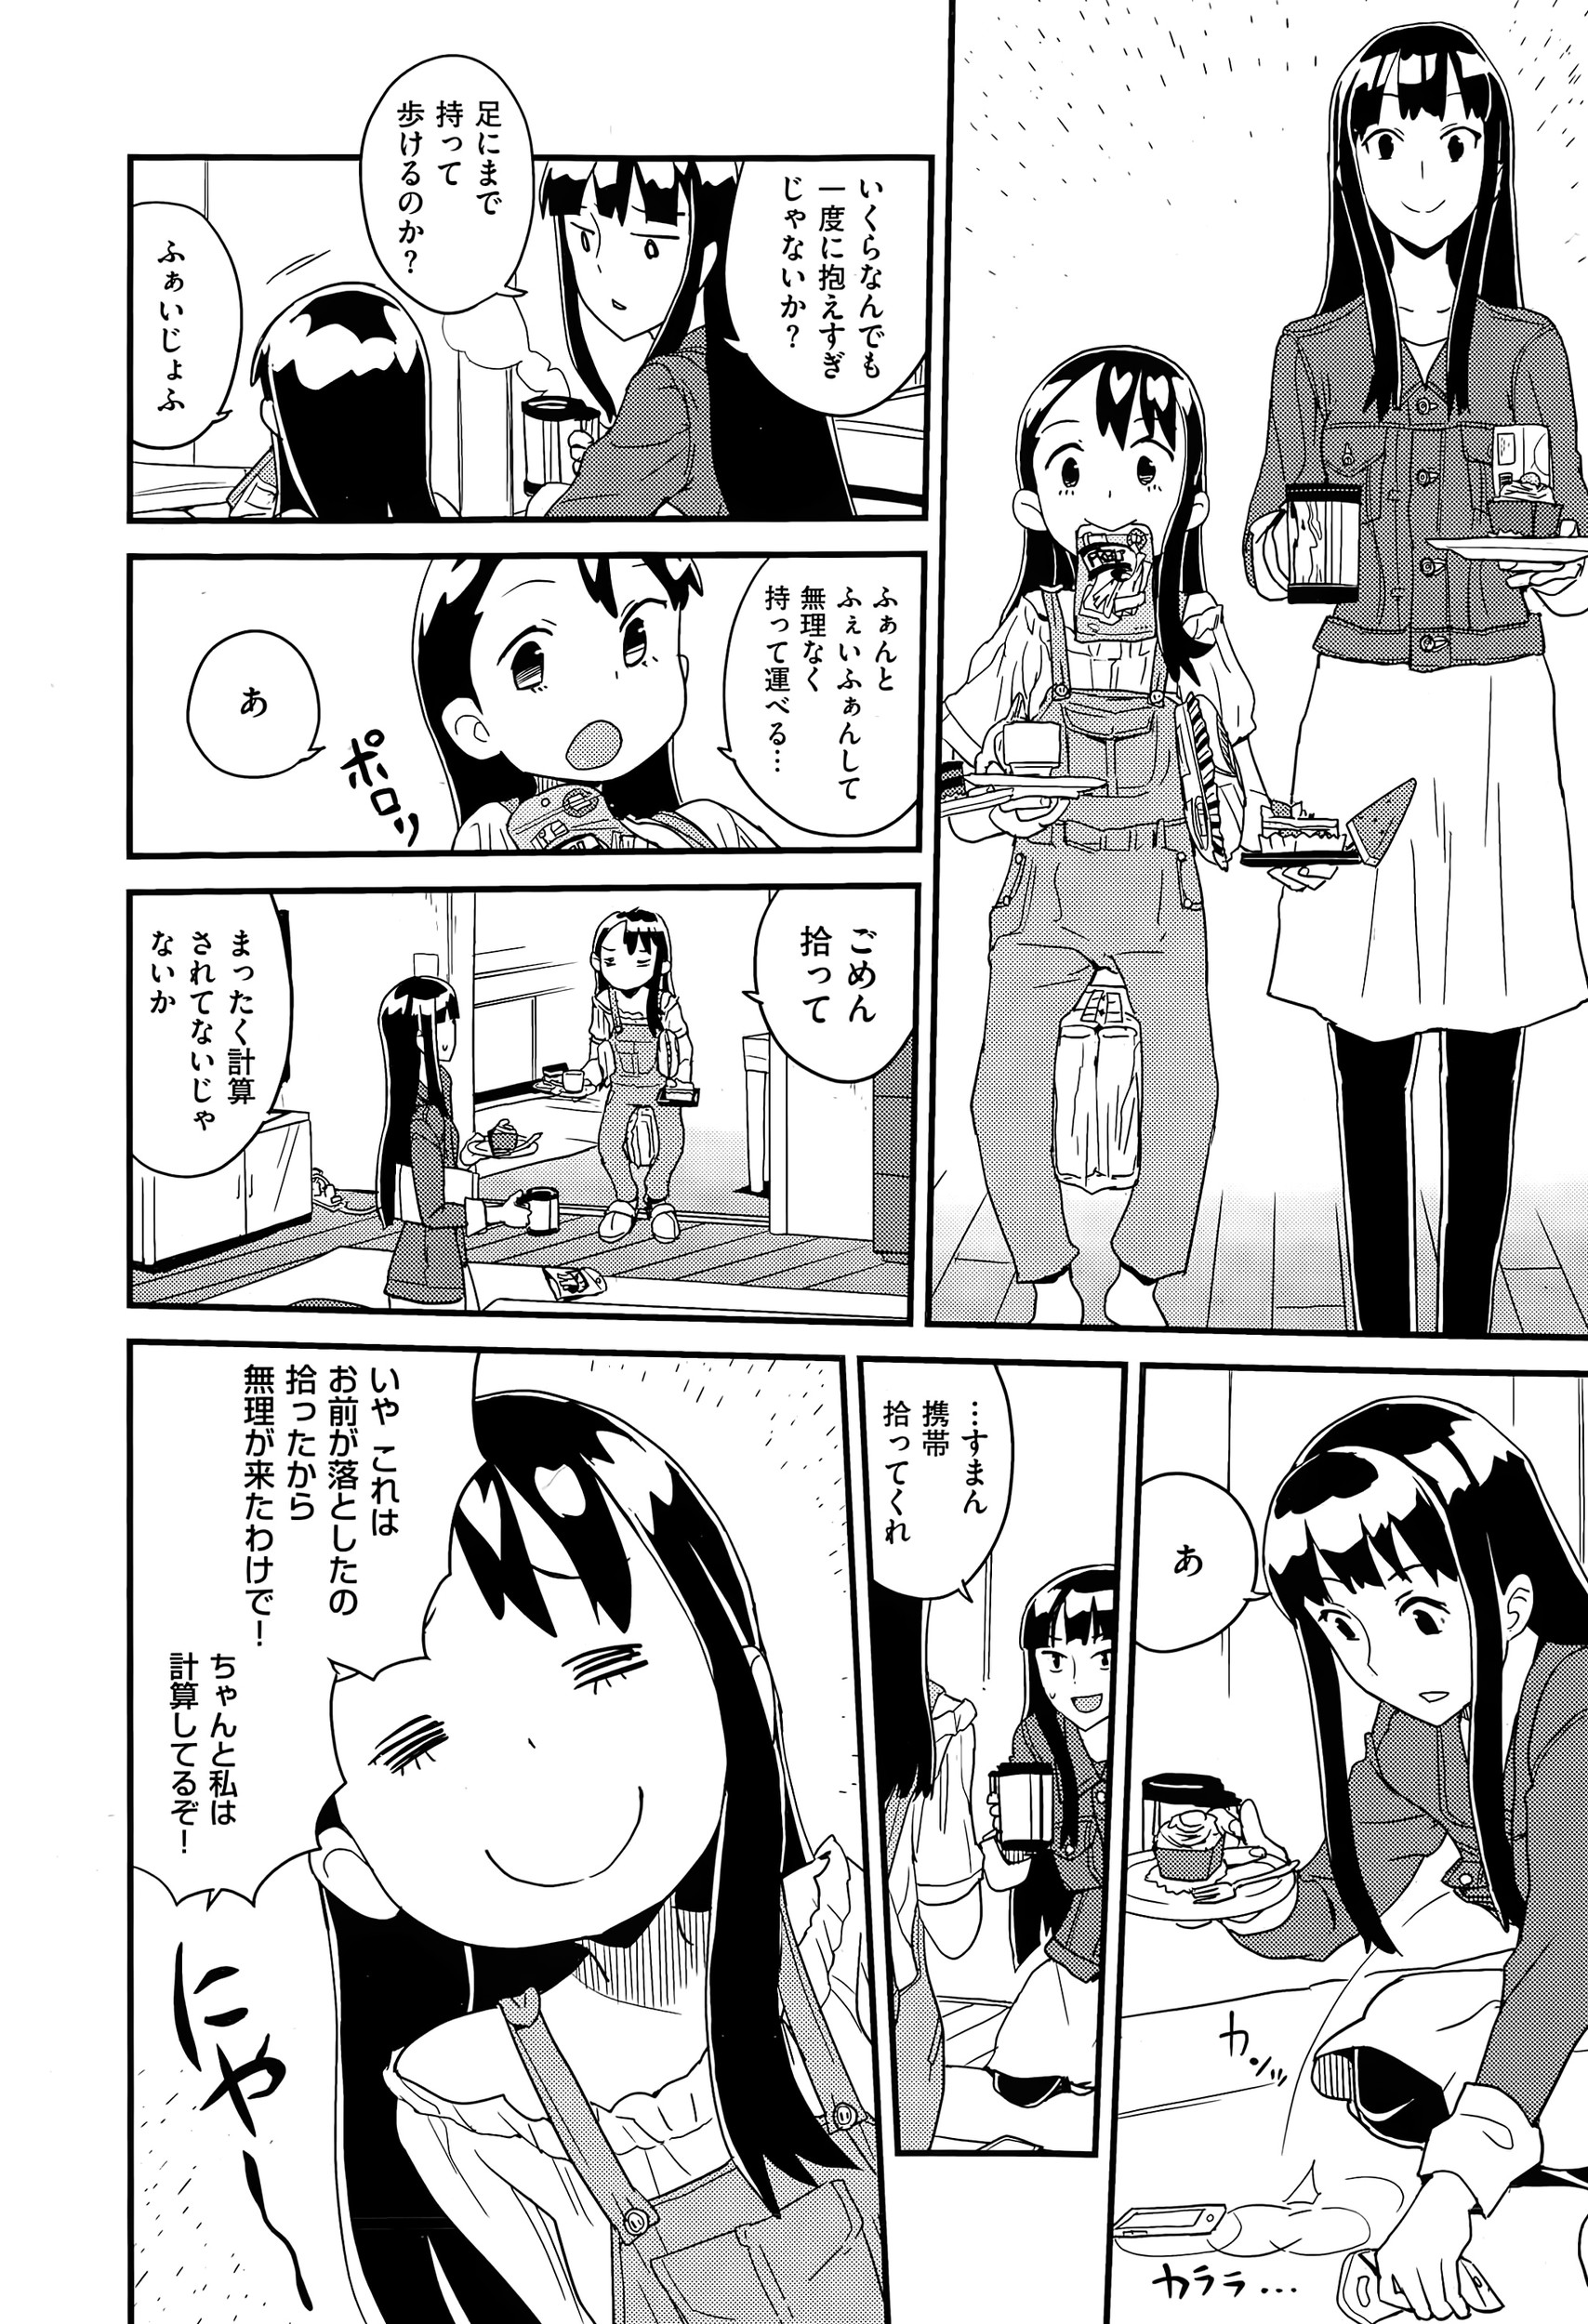 いくらなんでも
一度に抱えすぎ
じゃないか?
足にまで
持って
歩けるのか?
ふぁいじょふ
ふぁんと
ふぇいふぁんして
無理なく
持って運べる…
あ
ポロリ
ごめん
拾って
まったく計算
されてないじゃ
ないか
あ
カンッ
カララ…
…すまん
携帯
拾ってくれ
いや これは
お前が落としたの
拾ったから
無理が来たわけで!
ちゃんと私は
計算してるぞ!
にやー